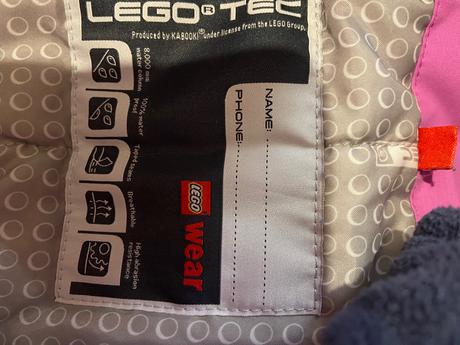 LEGO® TEC
Produced by KABOOKI® under license from the LEGO Group.
8,000 mm
water column
100% water
proof
Taped seams
Breathable
High abrasion
resistance
LEGO
wear
NAME:
PHONE: